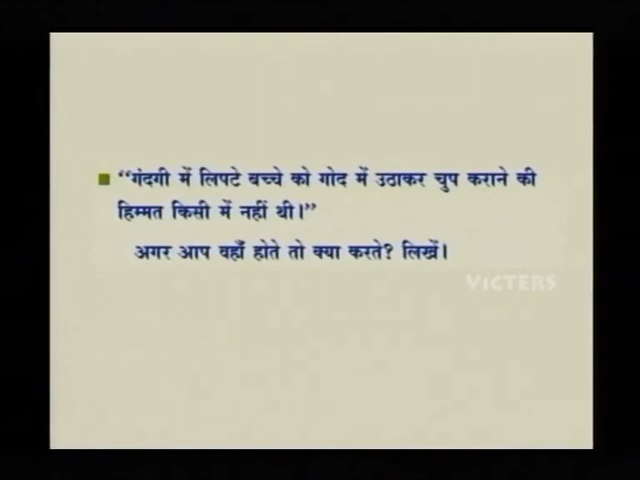 “गंदगी में लिपटे बच्चे को गोद में उठाकर चुप कराने की
हिम्मत किसी में नहीं थी।”
अगर आप वहाँ होते तो क्या करते? लिखें।
VICTERS